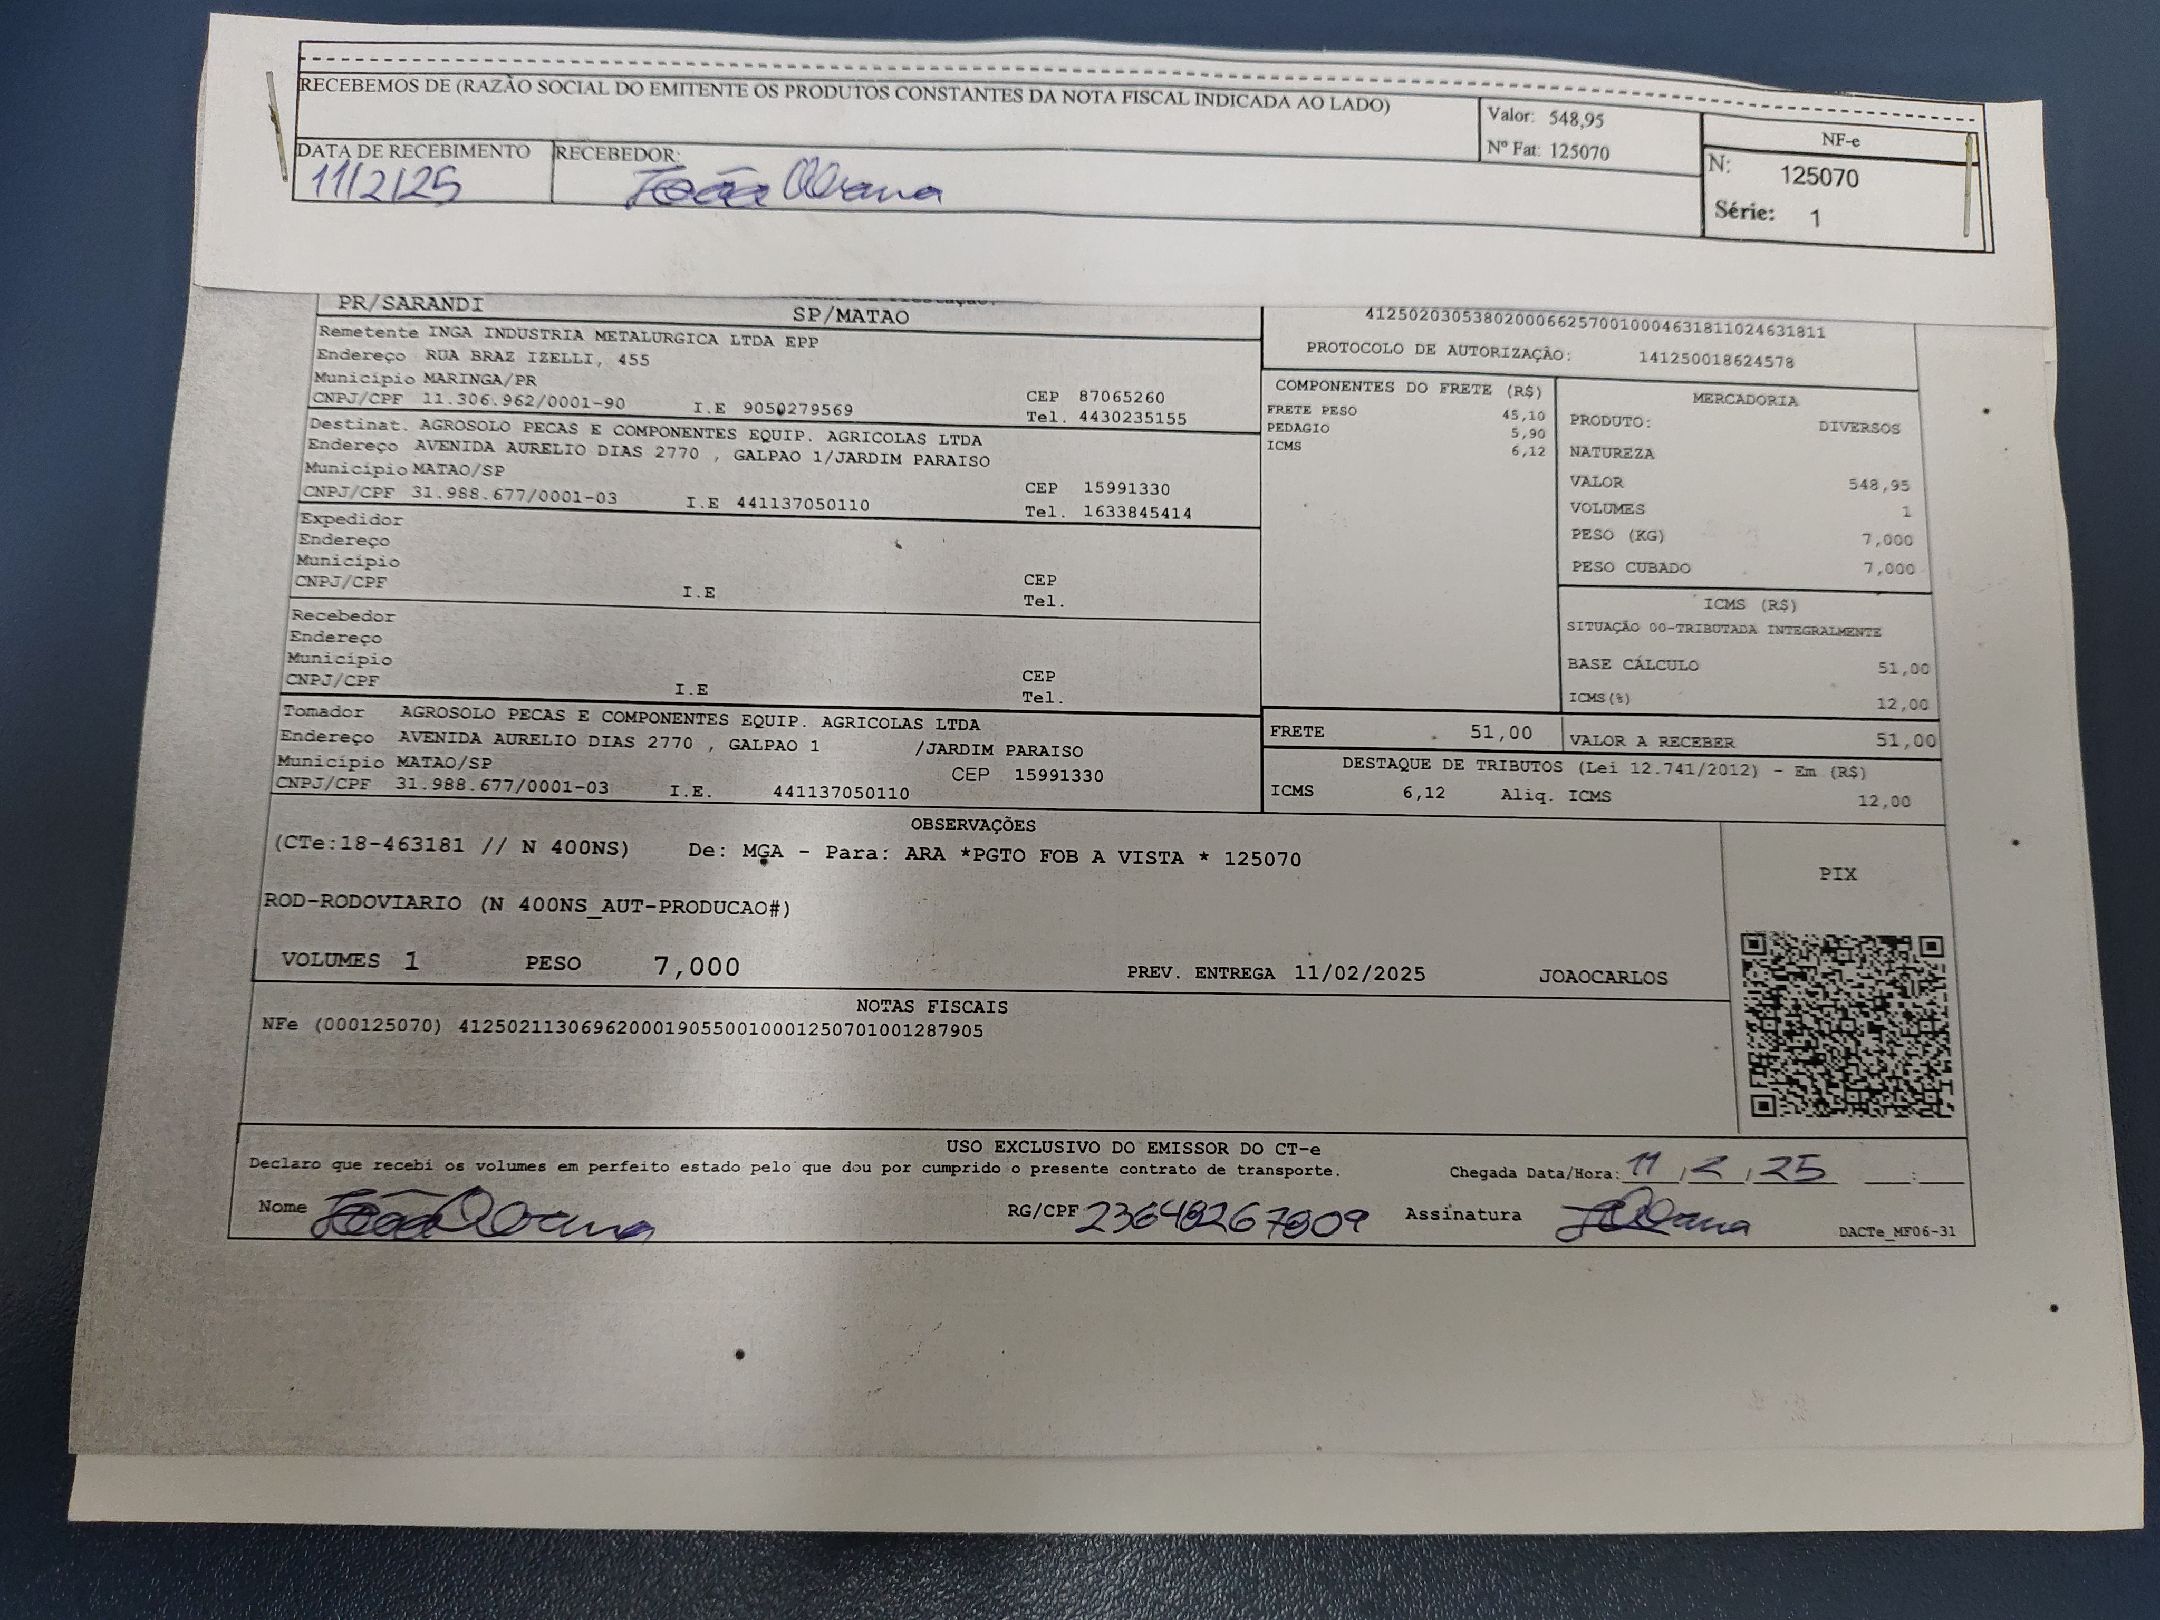 RECEBEMOS DE (RAZÃO SOCIAL DO EMITENTE OS PRODUTOS CONSTANTES DA NOTA FISCAL INDICADA AO LADO)
Valor: 548,95
Nº Fat: 125070
NF-e
N: 125070
Série: 1
DATA DE RECEBIMENTO
11/2/25
RECEBEDOR:
João
PR/SARANDI
SP/MATAO
41250203053802000662570010004631811024631811
PROTOCOLO DE AUTORIZAÇÃO: 141250018624578
Remetente INGA INDUSTRIA METALURGICA LTDA EPP
Endereço RUA BRAZ IZELLI, 455
Município MARINGA/PR CEP 87065260
CNPJ/CPF 11.306.962/0001-90 I.E 9050279569 Tel. 4430235155
Destinat. AGROSOLO PECAS E COMPONENTES EQUIP. AGRICOLAS LTDA
Endereço AVENIDA AURELIO DIAS 2770 , GALPAO 1/JARDIM PARAISO
Município MATAO/SP CEP 15991330
CNPJ/CPF 31.988.677/0001-03 I.E 441137050110 Tel. 1633845414
Expedidor
Endereço
Município CEP
CNPJ/CPF I.E Tel.
Recebedor
Endereço
Município CEP
CNPJ/CPF I.E Tel.
Tomador AGROSOLO PECAS E COMPONENTES EQUIP. AGRICOLAS LTDA
Endereço AVENIDA AURELIO DIAS 2770 , GALPAO 1 /JARDIM PARAISO
Município MATAO/SP CEP 15991330
CNPJ/CPF 31.988.677/0001-03 I.E. 441137050110
COMPONENTES DO FRETE (R$)
FRETE PESO 45,10
PEDAGIO 5,90
ICMS 6,12
MERCADORIA
PRODUTO: DIVERSOS
NATUREZA
VALOR 548,95
VOLUMES 1
PESO (KG) 7,000
PESO CUBADO 7,000
ICMS (R$)
SITUAÇÃO 00-TRIBUTADA INTEGRALMENTE
BASE CÁLCULO 51,00
ICMS(%) 12,00
FRETE 51,00 VALOR A RECEBER 51,00
DESTAQUE DE TRIBUTOS (Lei 12.741/2012) - Em (R$)
ICMS 6,12 Aliq. ICMS 12,00
OBSERVAÇÕES
(CTe:18-463181 // N 400NS) De: MGA - Para: ARA *PGTO FOB A VISTA * 125070
ROD-RODOVIARIO (N 400NS_AUT-PRODUCAO#)
VOLUMES 1 PESO 7,000 PREV. ENTREGA 11/02/2025 JOAOCARLOS
PIX
NOTAS FISCAIS
NFe (000125070) 41250211306962000190550010001250701001287905
USO EXCLUSIVO DO EMISSOR DO CT-e
Declaro que recebi os volumes em perfeito estado pelo que dou por cumprido o presente contrato de transporte. Chegada Data/Hora: 11 / 2 / 25 :
Nome João RG/CPF 23648267809 Assinatura
DACTe_MF06-31